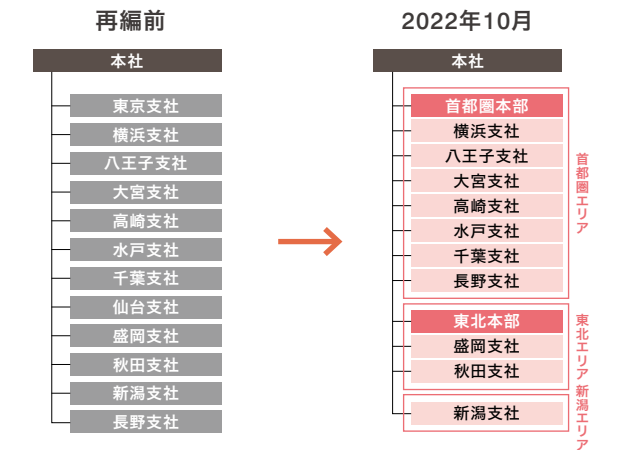 再編前
本社
東京支社
横浜支社
八王子支社
大宮支社
高崎支社
水戸支社
千葉支社
仙台支社
盛岡支社
秋田支社
新潟支社
長野支社
2022年10月
本社
首都圏本部
横浜支社
八王子支社
大宮支社
高崎支社
水戸支社
千葉支社
長野支社
首都圏エリア
東北本部
盛岡支社
秋田支社
東北エリア
新潟支社
新潟エリア